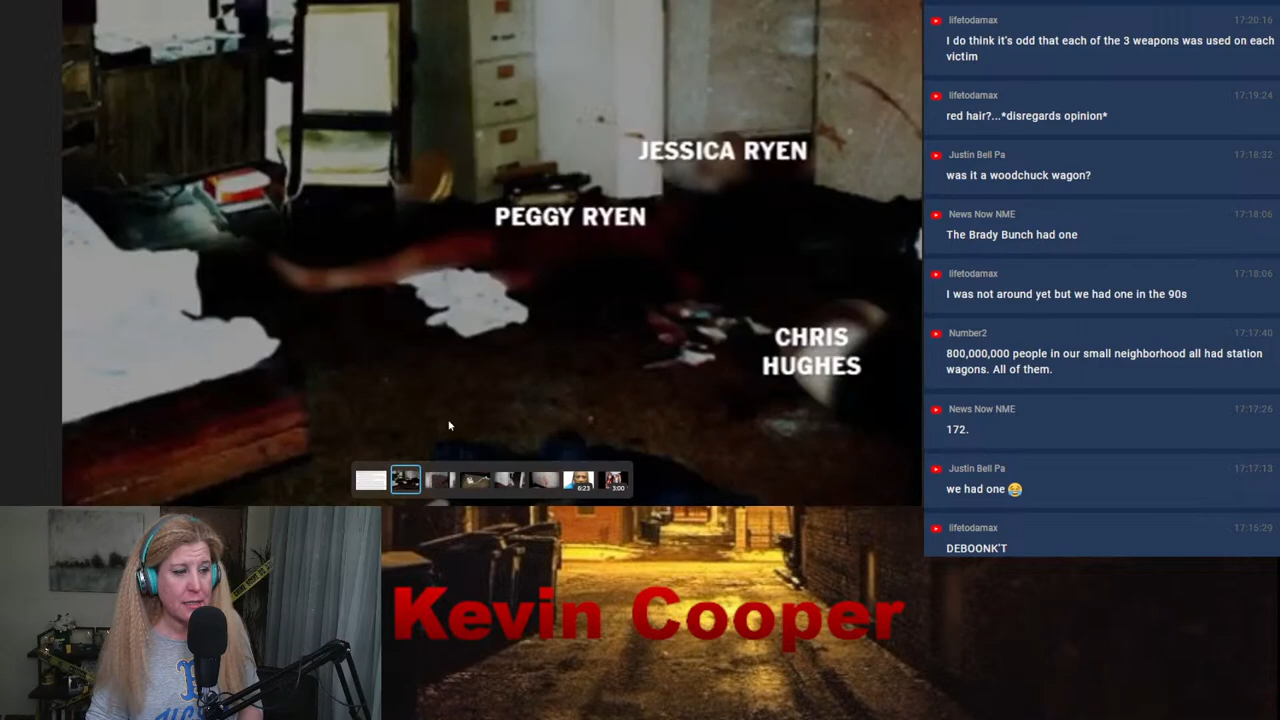 JESSICA RYEN
PEGGY RYEN
CHRIS
HUGHES
6:23
3:00
Kevin Cooper
lifetodamax 17:20:16
I do think it's odd that each of the 3 weapons was used on each
victim
lifetodamax 17:19:24
red hair?...*disregards opinion*
Justin Bell Pa 17:18:32
was it a woodchuck wagon?
News Now NME 17:18:06
The Brady Bunch had one
lifetodamax 17:18:06
I was not around yet but we had one in the 90s
Number2 17:17:40
800,000,000 people in our small neighborhood all had station
wagons. All of them.
News Now NME 17:17:26
172.
Justin Bell Pa 17:17:13
we had one 😂
lifetodamax 17:15:29
DEBOONK'T